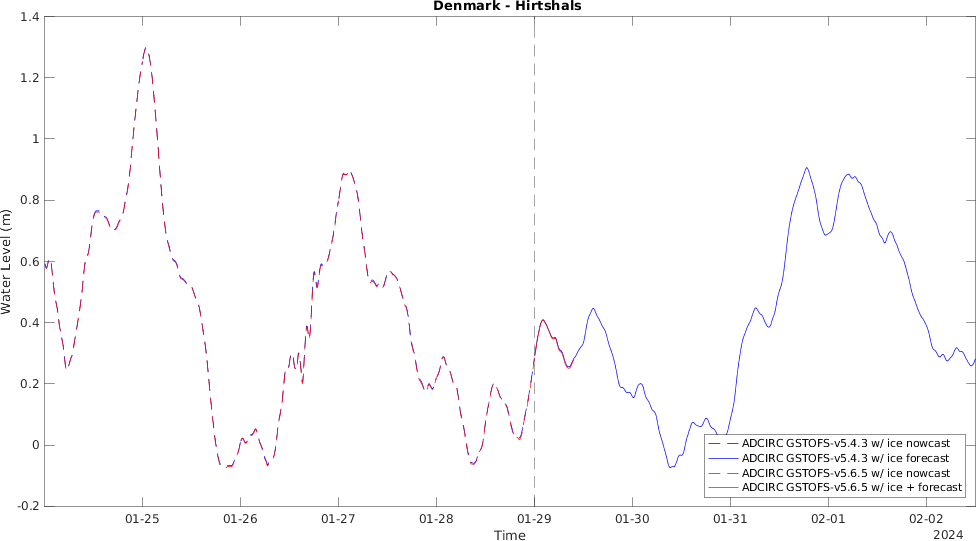 Denmark - Hirtshals
1.4
1.2
1
0.8
0.6
0.4
0.2
0
-0.2
Water Level (m)
ADCIRC GSTOFS-v5.4.3 w/ ice nowcast
ADCIRC GSTOFS-v5.4.3 w/ ice forecast
ADCIRC GSTOFS-v5.6.5 w/ ice nowcast
ADCIRC GSTOFS-v5.6.5 w/ ice + forecast
01-25 01-26 01-27 01-28 01-29 01-30 01-31 02-01 02-02
Time
2024